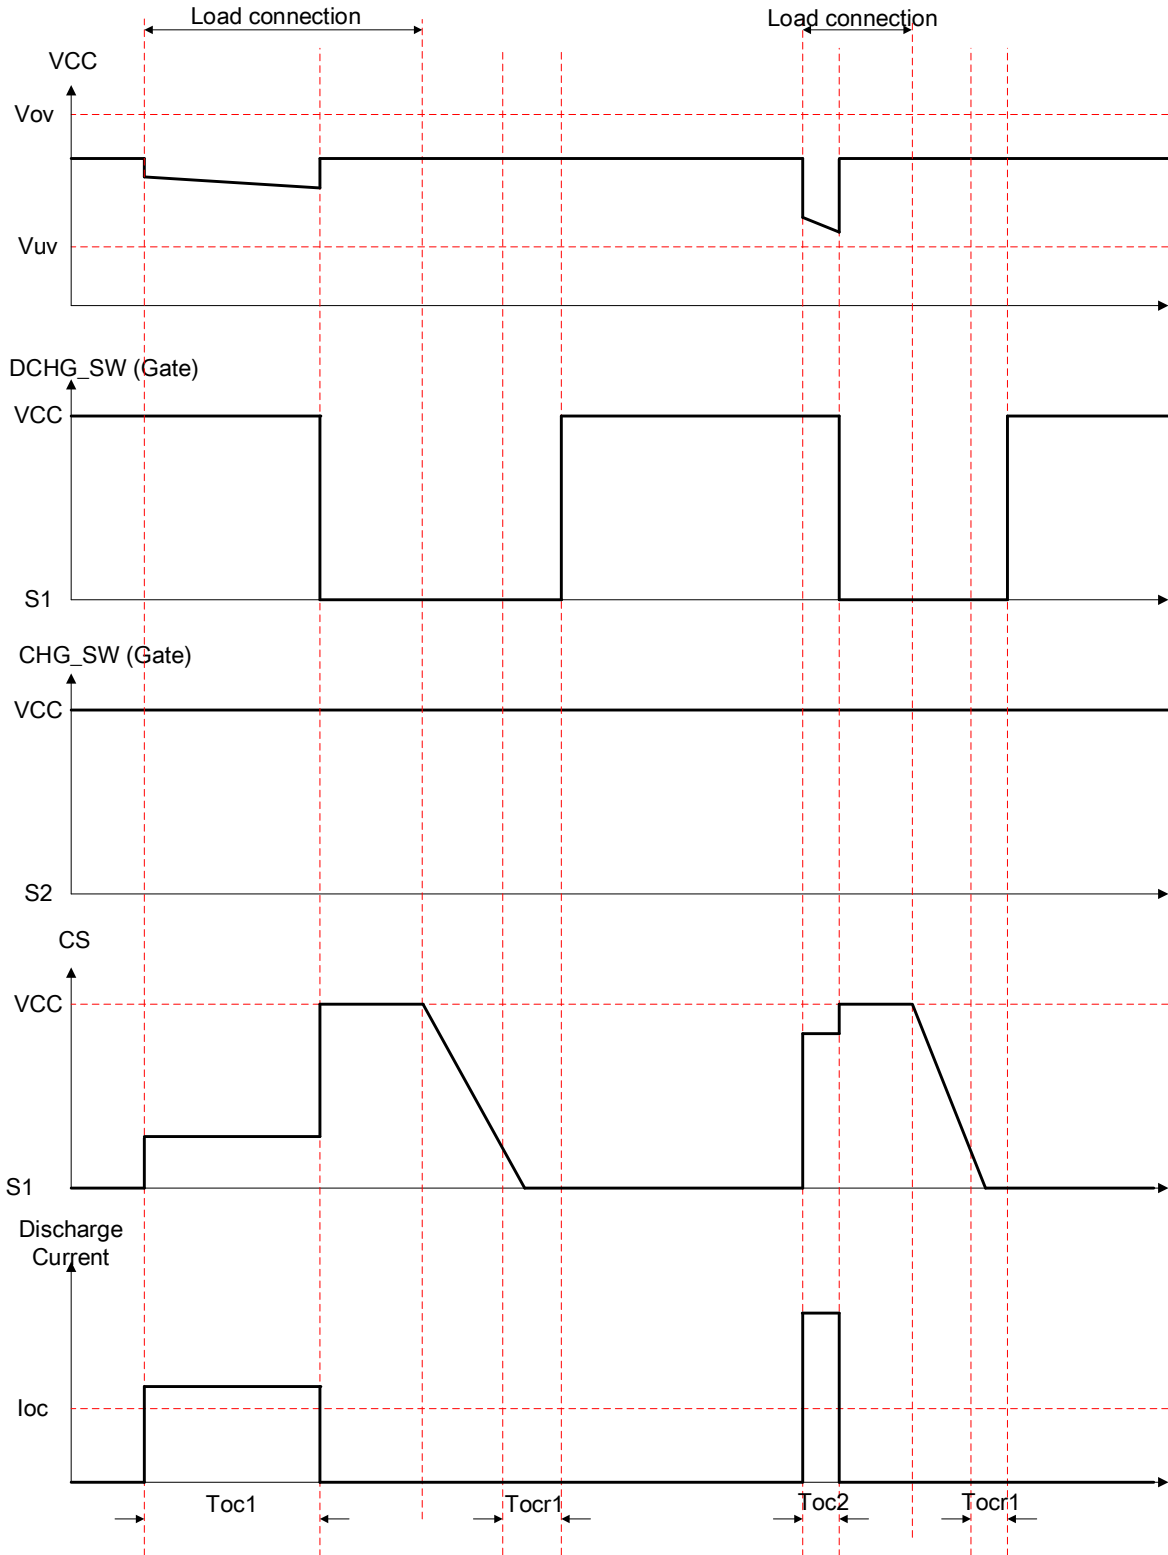 Load connection
Load connection
VCC
Vov
Vuv
DCHG_SW (Gate)
VCC
S1
CHG_SW (Gate)
VCC
S2
CS
VCC
S1
Discharge
Current
Ioc
Toc1
Tocr1
Toc2
Tocr1